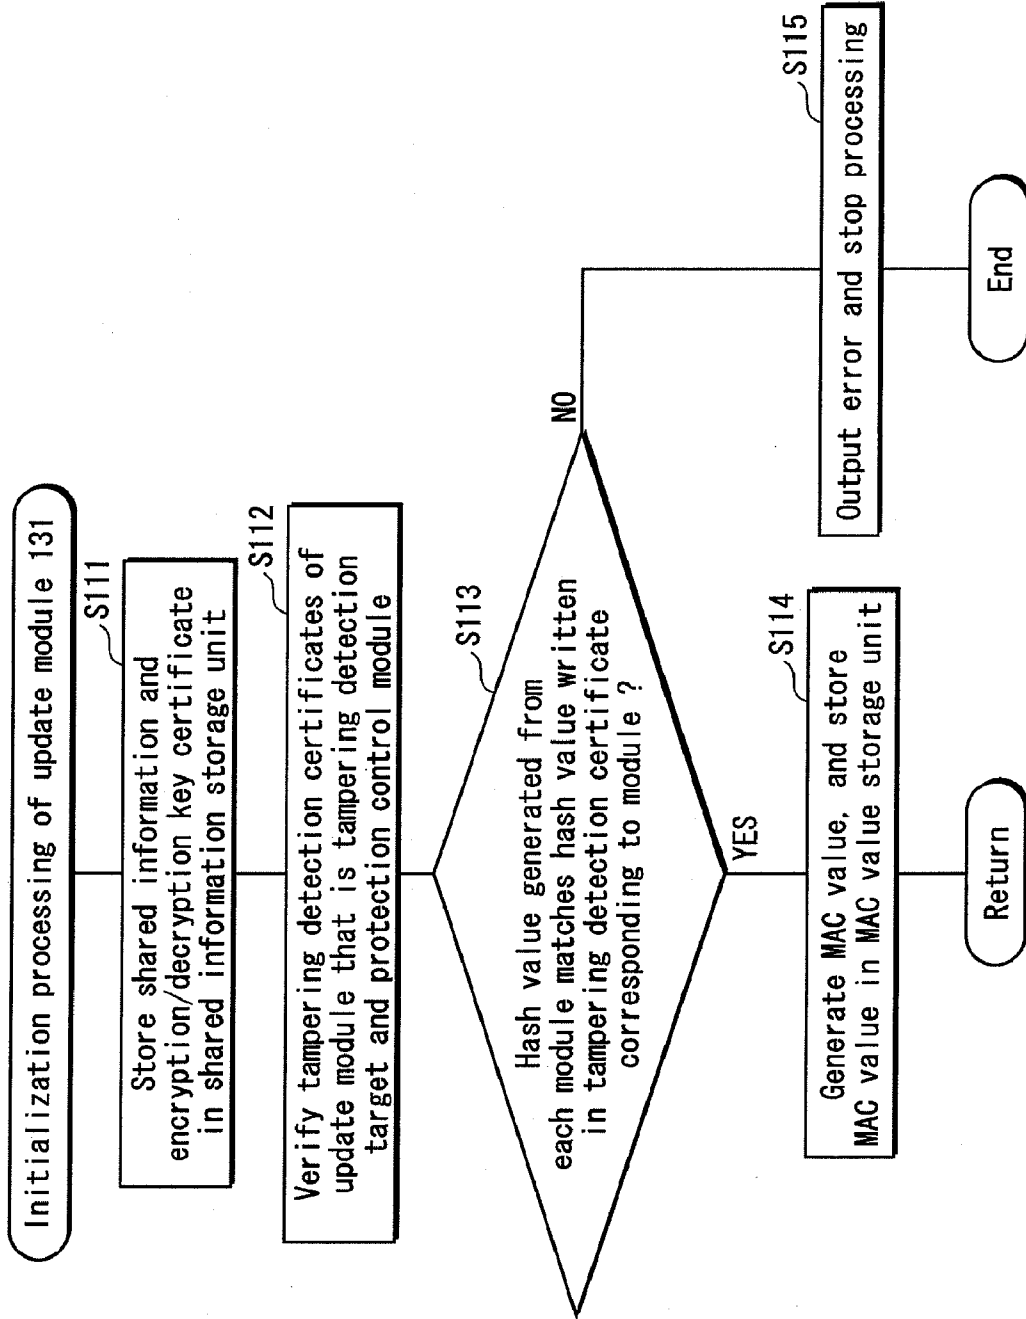 Initialization processing of update module 131
S111
Store shared information and
encryption/decryption key certificate
in shared information storage unit
S112
Verify tampering detection certificates of
update module that is tampering detection
target and protection control module
S113
Hash value generated from
each module matches hash value written
in tampering detection certificate
corresponding to module ?
NO
YES
S114
Generate MAC value, and store
MAC value in MAC value storage unit
Return
S115
Output error and stop processing
End